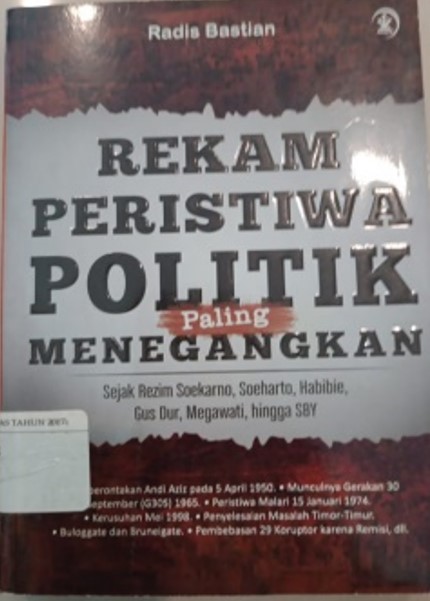 Radis Bastian
REKAM
PERISTIWA
POLITIK
Paling
MENEGANGKAN
Sejak Rezim Soekarno, Soeharto, Habibie,
Gus Dur, Megawati, hingga SBY
TAHUN 2007
Andi Aziz pada 5 April 1950. • Munculnya Gerakan 30
September (G30S) 1965. • Peristiwa Malari 15 Januari 1974.
• Kerusuhan Mei 1998. • Penyelesaian Masalah Timor-Timur.
• Buloggate dan Bruneigate. • Pembebasan 29 Koruptor karena Remisi, dll.